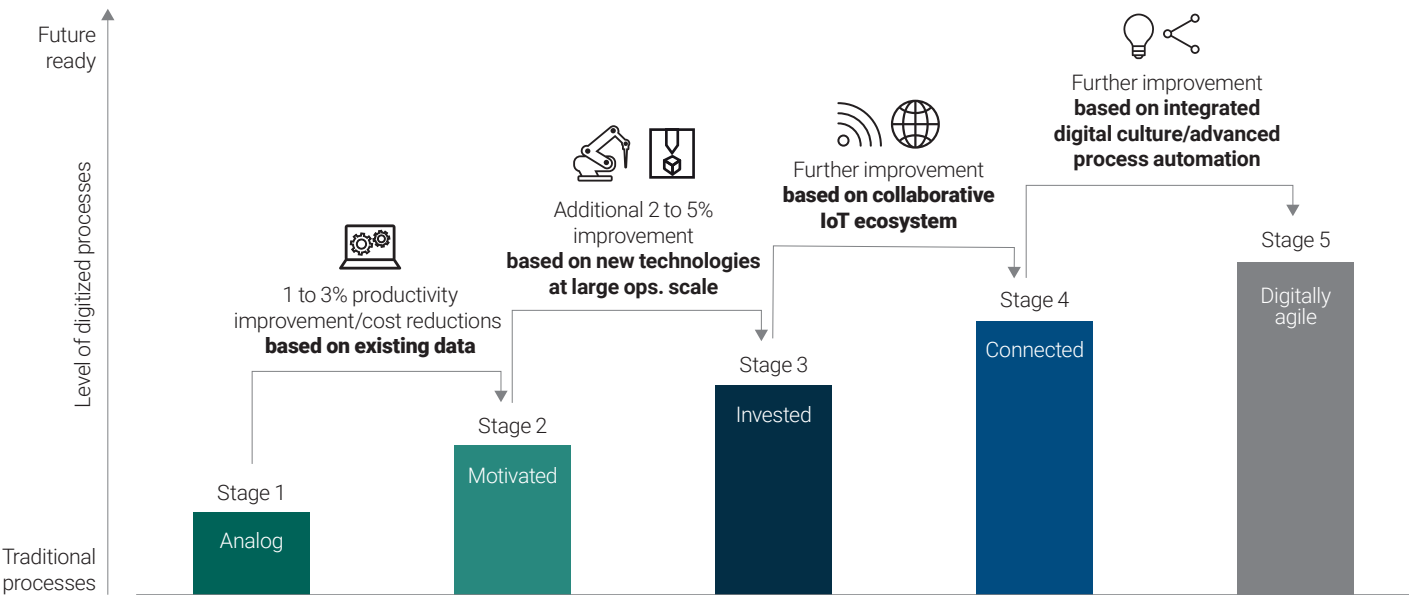 Future
ready
Level of digitized processes
Traditional
processes
Stage 1
Analog
1 to 3% productivity
improvement/cost reductions
based on existing data
Stage 2
Motivated
Additional 2 to 5%
improvement
based on new technologies
at large ops. scale
Stage 3
Invested
Further improvement
based on collaborative
IoT ecosystem
Stage 4
Connected
Further improvement
based on integrated
digital culture/advanced
process automation
Stage 5
Digitally
agile